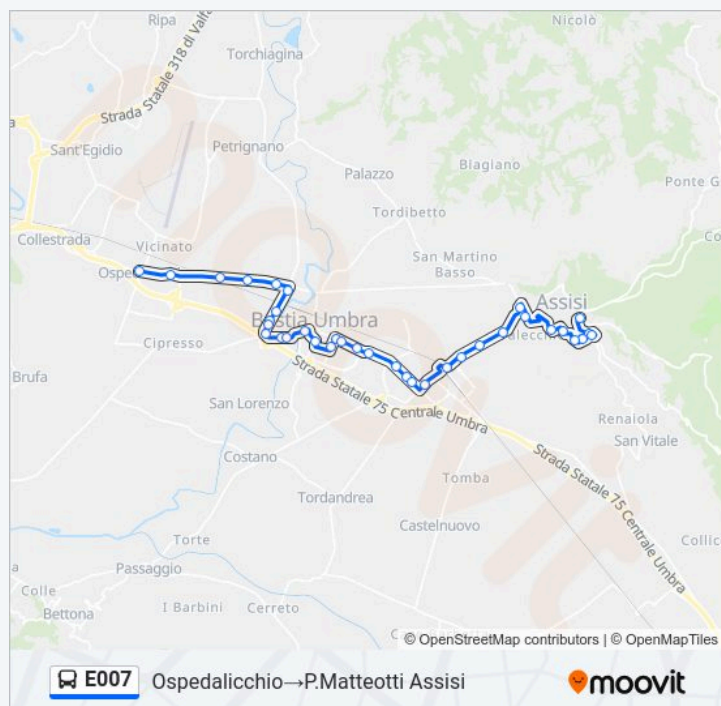 Ripa
Nicolò
Torchiagina
Strada Statale 318 di Valfo
Sant'Egidio
Petrignano
Biagiano
Palazzo
Ponte G
Tordibetto
Collestrada
Vicinato
San Martino
Basso
Co
Ospe
Assisi
Bastia Umbra
Cipresso
Brufa
Strada Statale 75 Centrale Umbra
San Lorenzo
Renaiola
San Vitale
Costano
Strada Statale 75 Centrale Umbra
Tomba
Tordandrea
Castelnuovo
Torte
Collic
Passaggio
Colle
Bettona
I Barbini
Cerreto
© OpenStreetMap contributors | © OpenMapTiles
E007 Ospedalicchio→P.Matteotti Assisi
moovit